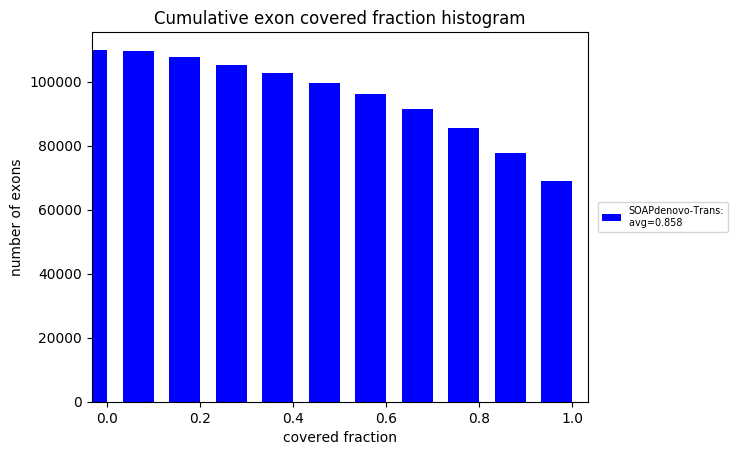 Cumulative exon covered fraction histogram
number of exons
100000
80000
60000
40000
20000
0
0.0 0.2 0.4 0.6 0.8 1.0
covered fraction
SOAPdenovo-Trans:
avg=0.858